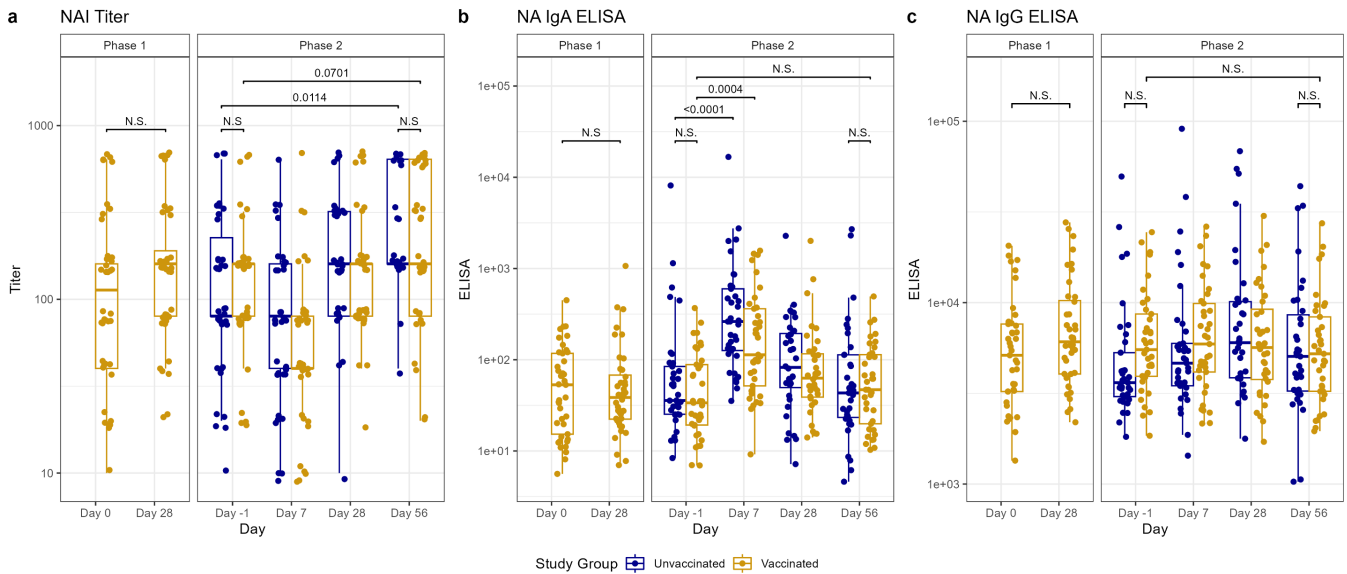 a NAI Titer
Phase 1 Phase 2
0.0701
0.0114
N.S. N.S N.S
1000
100
10
Titer
Day 0 Day 28 Day -1 Day 7 Day 28 Day 56
Day
b NA IgA ELISA
Phase 1 Phase 2
N.S.
0.0004
<0.0001
N.S N.S. N.S.
1e+05
1e+04
1e+03
1e+02
1e+01
ELISA
Day 0 Day 28 Day -1 Day 7 Day 28 Day 56
Day
c NA IgG ELISA
Phase 1 Phase 2
N.S.
N.S. N.S. N.S.
1e+05
1e+04
1e+03
ELISA
Day 0 Day 28 Day -1 Day 7 Day 28 Day 56
Day
Study Group Unvaccinated Vaccinated